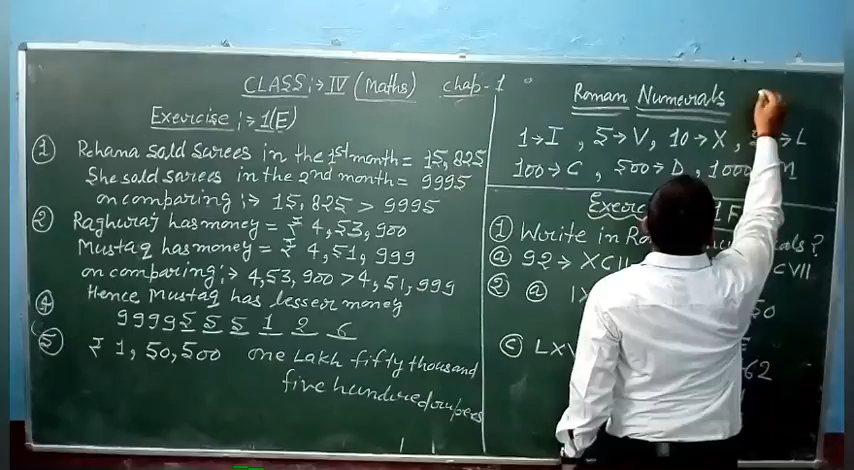 CLASS :→ IV (Maths) chap-1
Exercise :→ 1(E)
1 Rehana sold sarees in the 1st month = 15,825
She sold sarees in the 2nd month = 9995
on comparing :→ 15,825 > 9995
2 Raghuraj has money = ₹ 4,53,900
Mustaq has money = ₹ 4,51,999
on comparing :→ 4,53,900 > 4,51,999
Hence Mustaq has lesser money
4 99995 5 5 1 2 6
5 ₹ 1,50,500 one Lakh fifty thousand
five hundred rupees
Roman Numerals
1→I, 5→V, 10→X, →L
100→C, 500→D, 1000 M
1F
1 Write in ?
a 92→ XCII CVII
2 a IX 50
c LXV 62